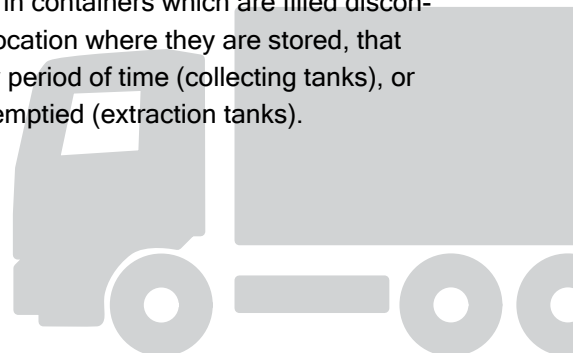 in containers which are filled discon-
ocation where they are stored, that
period of time (collecting tanks), or
emptied (extraction tanks).